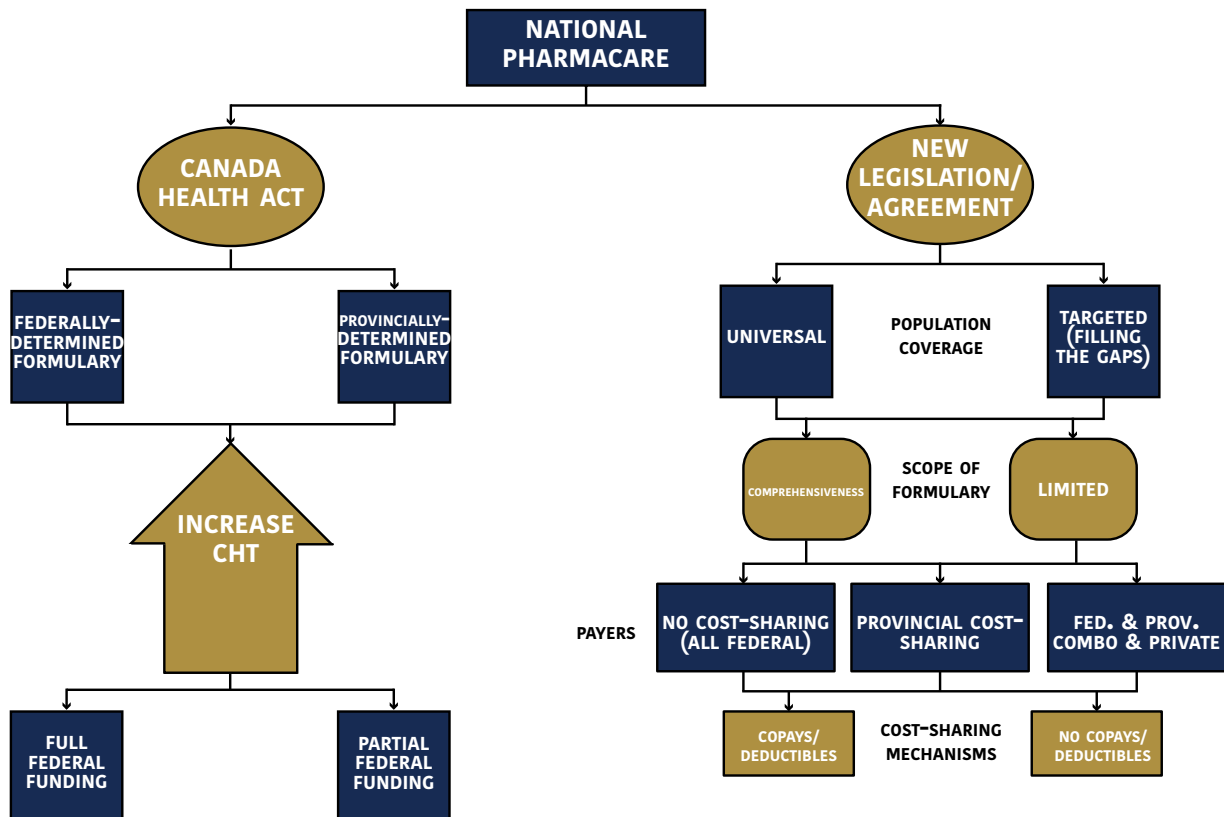 NATIONAL
PHARMACARE
CANADA
HEALTH ACT
NEW
LEGISLATION/
AGREEMENT
FEDERALLY-
DETERMINED
FORMULARY
PROVINCIALLY-
DETERMINED
FORMULARY
UNIVERSAL
POPULATION
COVERAGE
TARGETED
(FILLING
THE GAPS)
INCREASE
CHT
COMPREHENSIVENESS
SCOPE OF
FORMULARY
LIMITED
PAYERS
NO COST-SHARING
(ALL FEDERAL)
PROVINCIAL COST-
SHARING
FED. & PROV.
COMBO & PRIVATE
FULL
FEDERAL
FUNDING
PARTIAL
FEDERAL
FUNDING
COPAYS/
DEDUCTIBLES
COST-SHARING
MECHANISMS
NO COPAYS/
DEDUCTIBLES